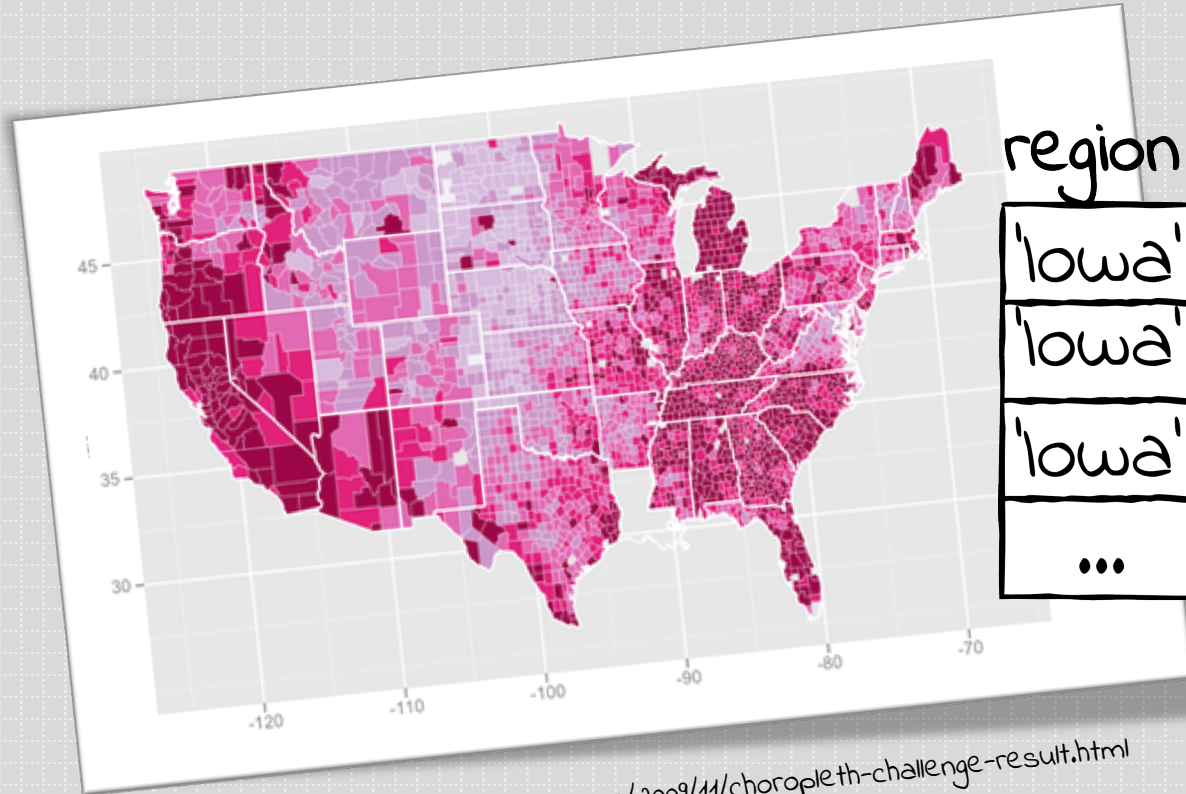 region
'Iowa'
'Iowa'
'Iowa'
...
45
40
35
30
-120
-110
-100
-90
-80
-70
/2009/11/choropleth-challenge-result.html